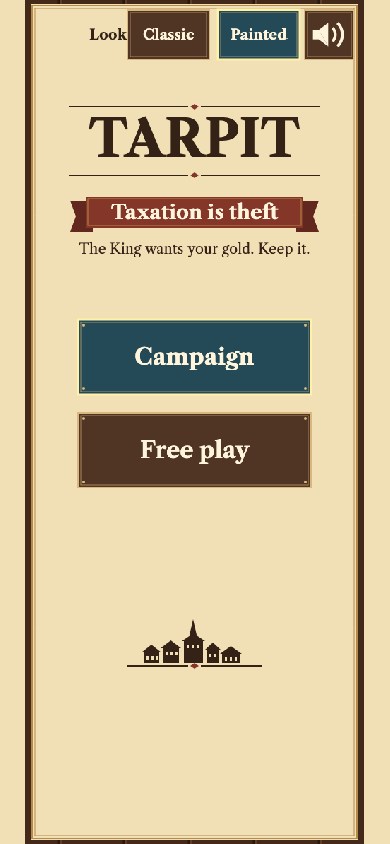 Look Classic Painted
TARPIT
Taxation is theft
The King wants your gold. Keep it.
Campaign
Free play